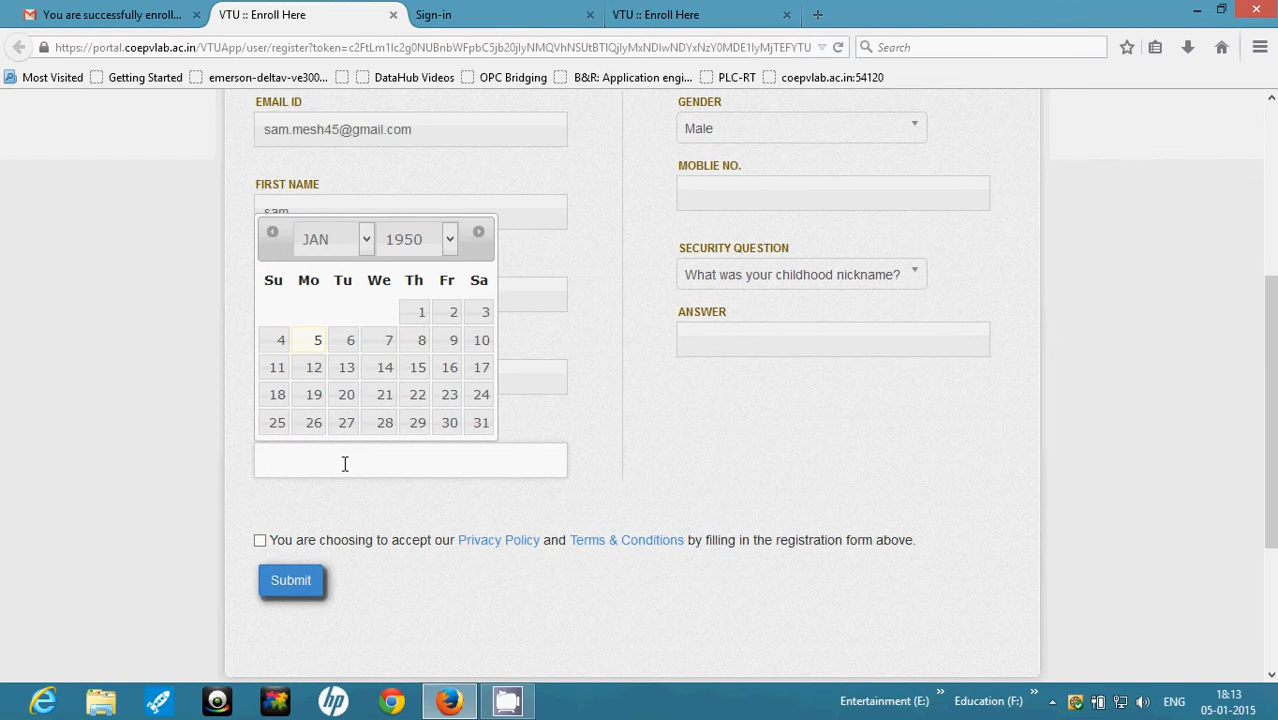 You are successfully enroll...
VTU :: Enroll Here
Sign-in
VTU :: Enroll Here
https://portal.coepvlab.ac.in/VTUApp/user/register?token=
Search
Most Visited
Getting Started
emerson-deltav-ve300...
DataHub Videos
OPC Bridging
B&R: Application engi...
PLC-RT
coepvlab.ac.in:54120
EMAIL ID
sam.mesh45@gmail.com
GENDER
Male
MOBLIE NO.
FIRST NAME
sam
JAN 1950
Su Mo Tu We Th Fr Sa
1 2 3
4 5 6 7 8 9 10
11 12 13 14 15 16 17
18 19 20 21 22 23 24
25 26 27 28 29 30 31
SECURITY QUESTION
What was your childhood nickname?
ANSWER
You are choosing to accept our Privacy Policy and Terms & Conditions by filling in the registration form above.
Submit
hp
Entertainment (E:)
Education (F:)
ENG
18:13
05-01-2015